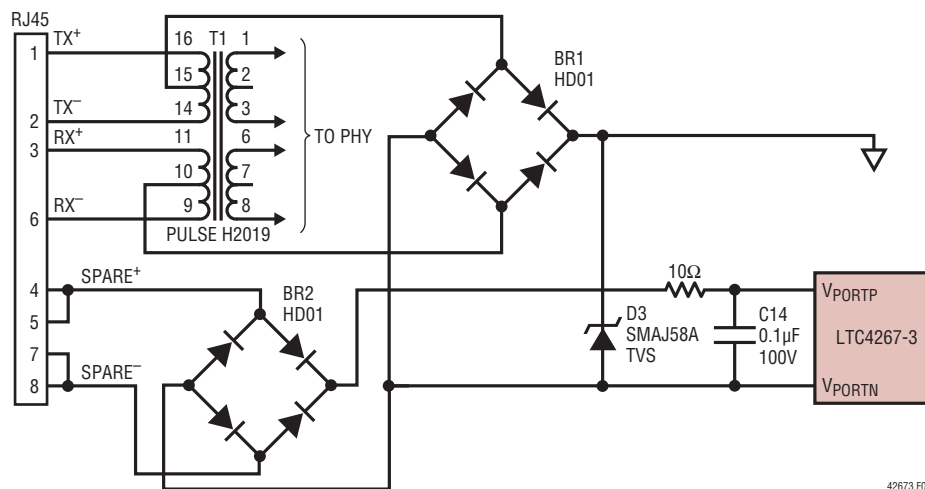 RJ45
1
TX+
2
TX−
3
RX+
6
RX−
4
SPARE+
5
7
8
SPARE−
16
T1
1
15
2
14
3
11
6
10
7
9
8
PULSE H2019
TO PHY
BR1
HD01
BR2
HD01
10Ω
D3
SMAJ58A
TVS
C14
0.1µF
100V
VPORTP
LTC4267-3
VPORTN